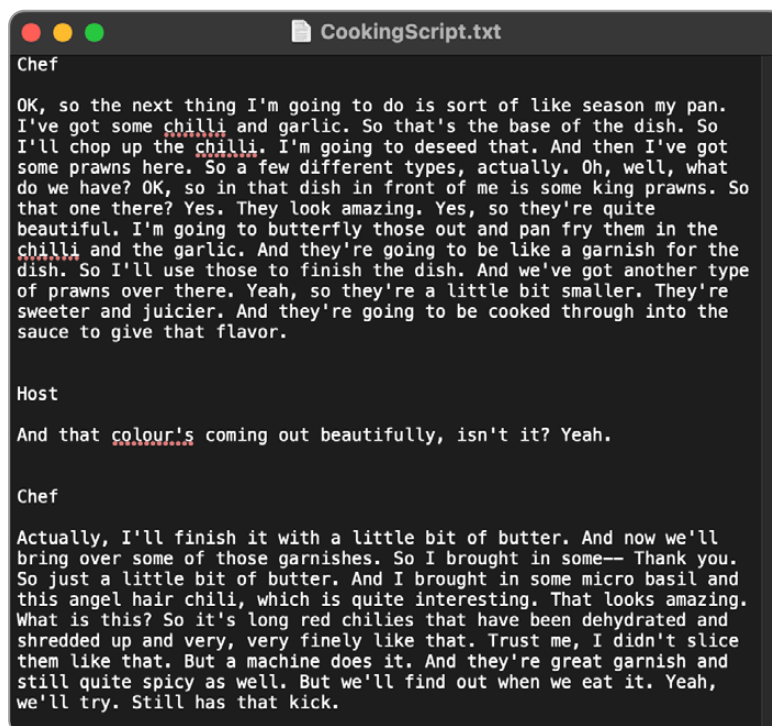 CookingScript.txt
Chef
OK, so the next thing I'm going to do is sort of like season my pan.
I've got some chilli and garlic. So that's the base of the dish. So
I'll chop up the chilli. I'm going to deseed that. And then I've got
some prawns here. So a few different types, actually. Oh, well, what
do we have? OK, so in that dish in front of me is some king prawns. So
that one there? Yes. They look amazing. Yes, so they're quite
beautiful. I'm going to butterfly those out and pan fry them in the
chilli and the garlic. And they're going to be like a garnish for the
dish. So I'll use those to finish the dish. And we've got another type
of prawns over there. Yeah, so they're a little bit smaller. They're
sweeter and juicier. And they're going to be cooked through into the
sauce to give that flavor.
Host
And that colour's coming out beautifully, isn't it? Yeah.
Chef
Actually, I'll finish it with a little bit of butter. And now we'll
bring over some of those garnishes. So I brought in some—— Thank you.
So just a little bit of butter. And I brought in some micro basil and
this angel hair chili, which is quite interesting. That looks amazing.
What is this? So it's long red chilies that have been dehydrated and
shredded up and very, very finely like that. Trust me, I didn't slice
them like that. But a machine does it. And they're great garnish and
still quite spicy as well. But we'll find out when we eat it. Yeah,
we'll try. Still has that kick.